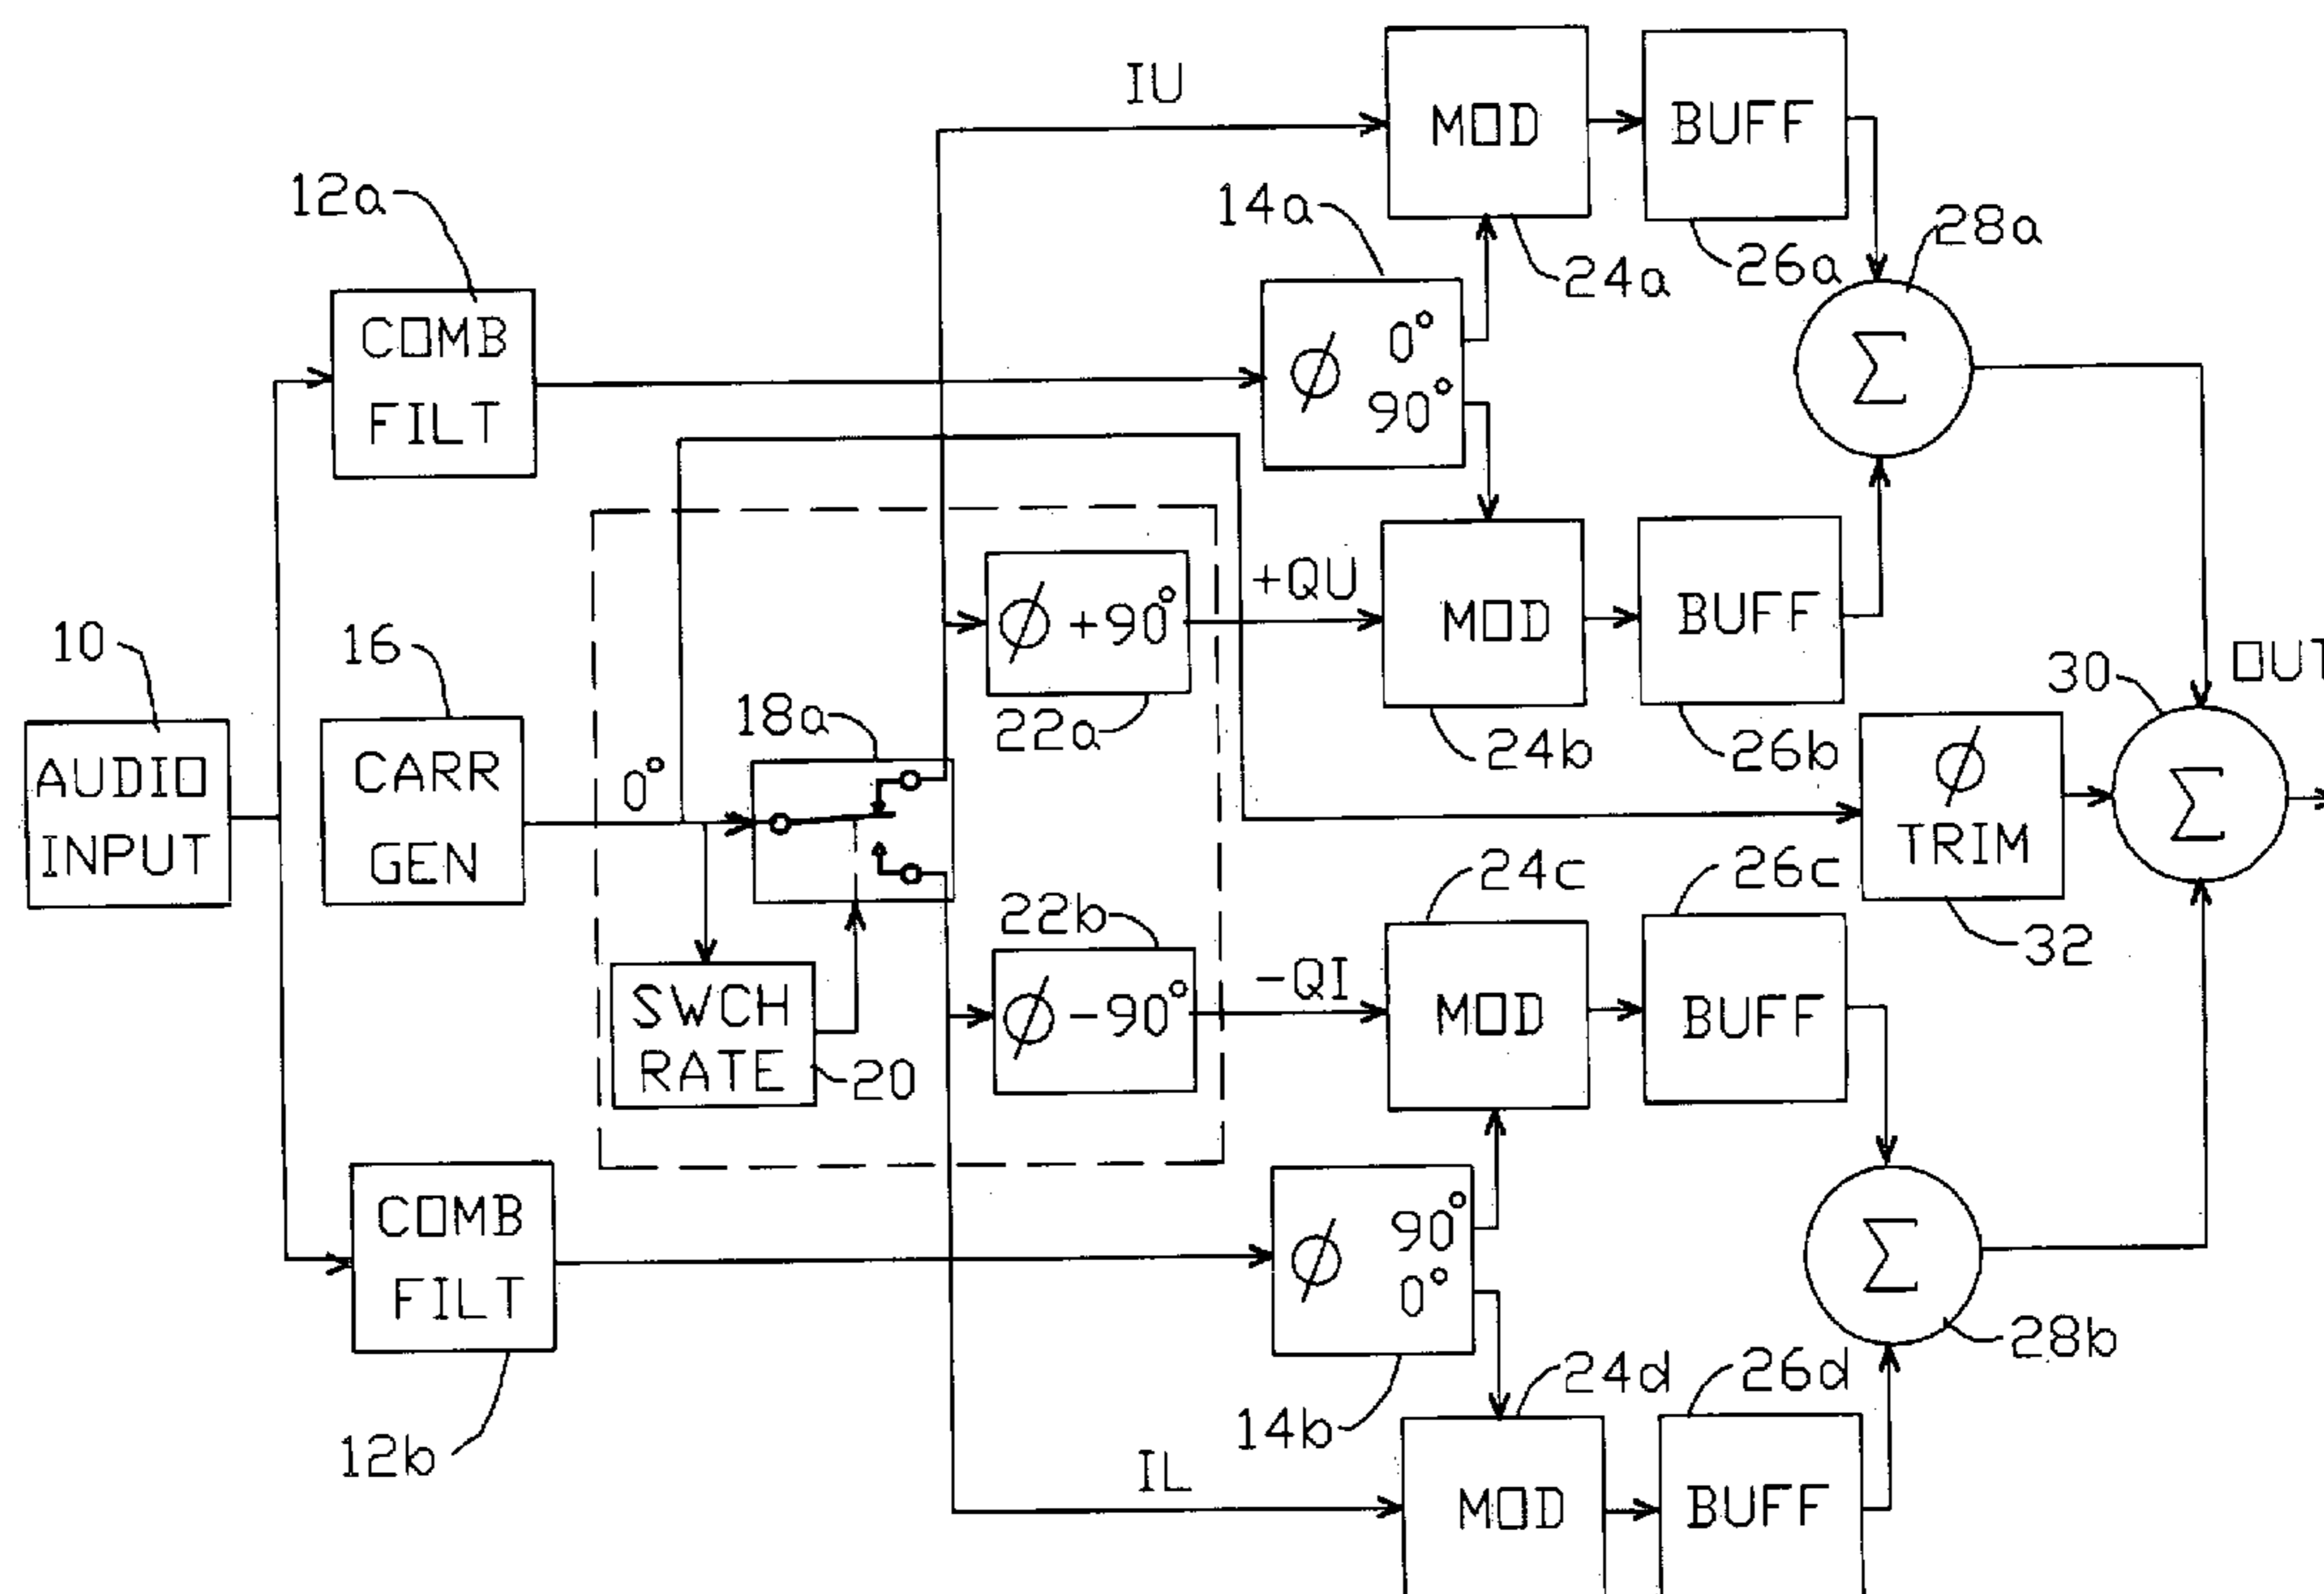 IU
MOD
BUFF
12a
14a
24a
26a
28a
COMB
FILT
ϕ
0°
90°
Σ
+QU
ϕ +90°
MOD
BUFF
10
16
18a
22a
24b
26b
30
OUT
AUDIO
INPUT
CARR
GEN
0°
ϕ
TRIM
Σ
32
24c
26c
22b
SWCH
RATE
20
ϕ -90°
-QI
MOD
BUFF
COMB
FILT
ϕ
90°
0°
Σ
28b
12b
14b
24d
26d
IL
MOD
BUFF